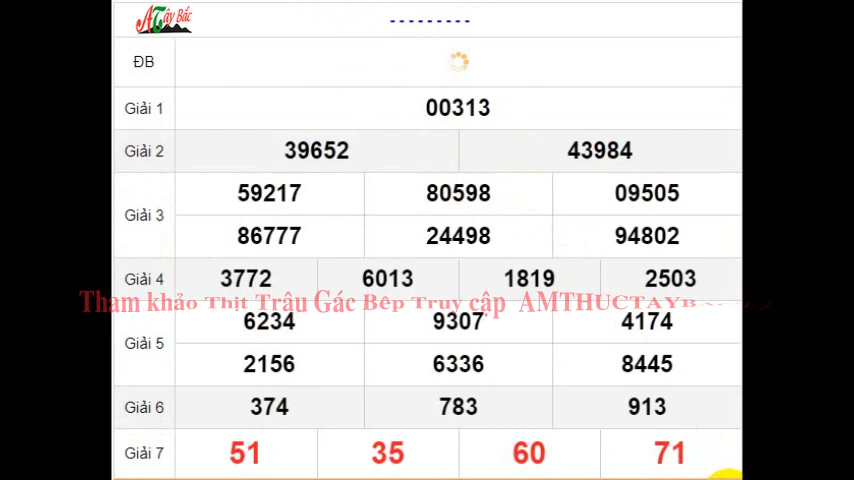 ATây Bắc
---------
ĐB
Giải 1 00313
Giải 2 39652 43984
Giải 3 59217 80598 09505
86777 24498 94802
Giải 4 3772 6013 1819 2503
Tham khảo Thịt Trâu Gác Bếp Truy cập
Giải 5 6234 9307 4174
2156 6336 8445
Giải 6 374 783 913
Giải 7 51 35 60 71